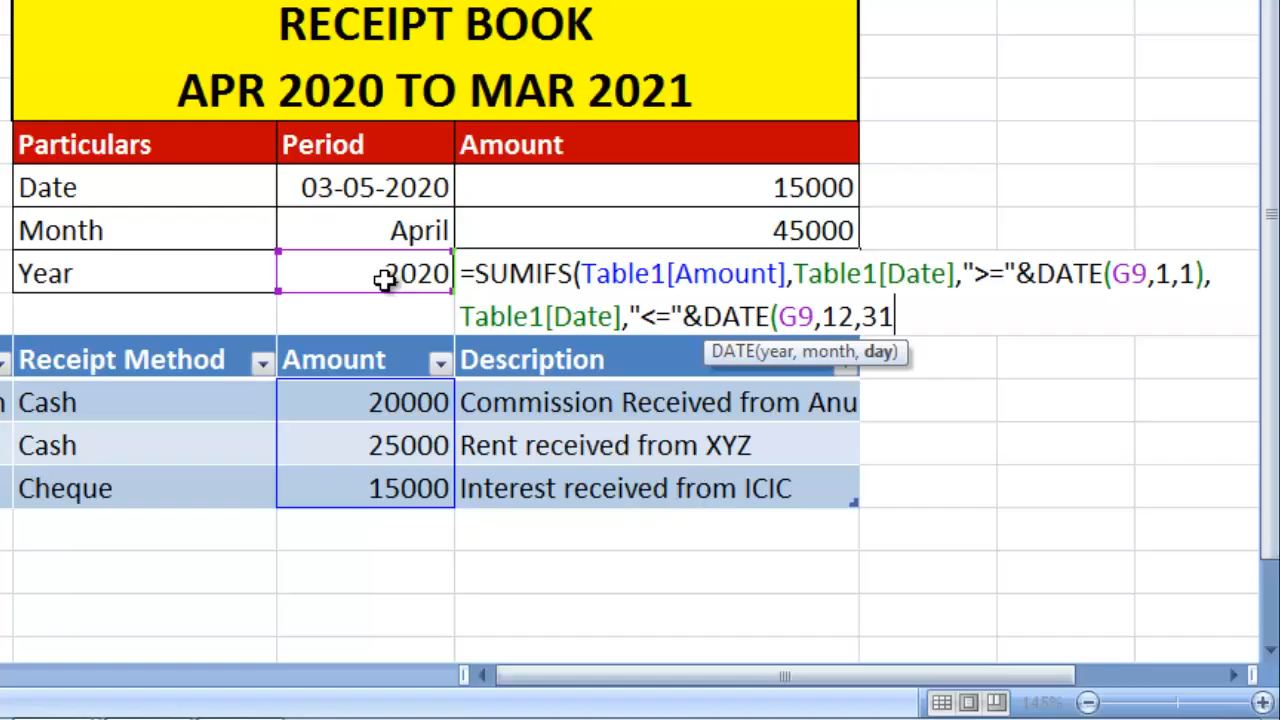 RECEIPT BOOK
APR 2020 TO MAR 2021
Particulars Period Amount
Date 03-05-2020 15000
Month April 45000
Year 2020 =SUMIFS(Table1[Amount],Table1[Date],">="&DATE(G9,1,1),
Table1[Date],"<="&DATE(G9,12,31
DATE(year, month, day)
Receipt Method Amount Description
Cash 20000 Commission Received from Anu
Cash 25000 Rent received from XYZ
Cheque 15000 Interest received from ICIC
145%